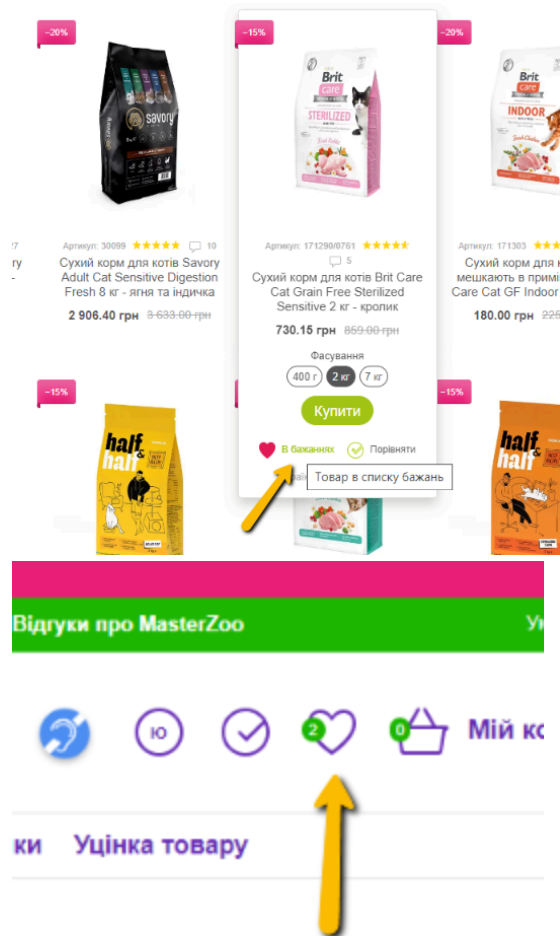 -20%
-15%
-20%
savory
Brit
care
STERILIZED
Brit
care
INDOOR
Артикул: 30099 10
Сухий корм для котів Savory
Adult Cat Sensitive Digestion
Fresh 8 кг - ягня та індичка
2 906.40 грн 3 633.00 грн
Артикул: 171290/0761
5
Сухий корм для котів Brit Care
Cat Grain Free Sterilized
Sensitive 2 кг - кролик
730.15 грн 859.00 грн
Фасування
400 г 2 кг 7 кг
Купити
В бажаннях Порівняти
Товар в списку бажань
Артикул: 171303
Сухий корм для
мешкають в
Care Cat GF Indoor
180.00 грн
-15%
-15%
half
&
half
half
&
half
Відгуки про MasterZoo
ю
2
0
Мій
Уцінка товару